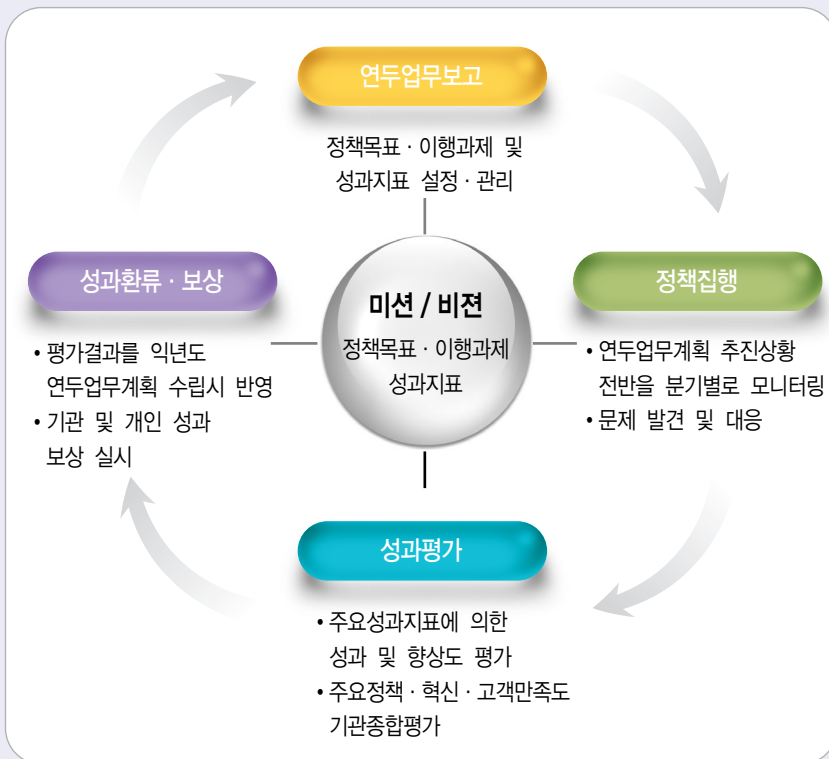 연두업무보고
정책목표 · 이행과제 및
성과지표 설정 · 관리
성과환류 · 보상
• 평가결과를 익년도
연두업무계획 수립시 반영
• 기관 및 개인 성과
보상 실시
미션 / 비젼
정책목표 · 이행과제
성과지표
정책집행
• 연두업무계획 추진상황
전반을 분기별로 모니터링
• 문제 발견 및 대응
성과평가
• 주요성과지표에 의한
성과 및 향상도 평가
• 주요정책 · 혁신 · 고객만족도
기관종합평가